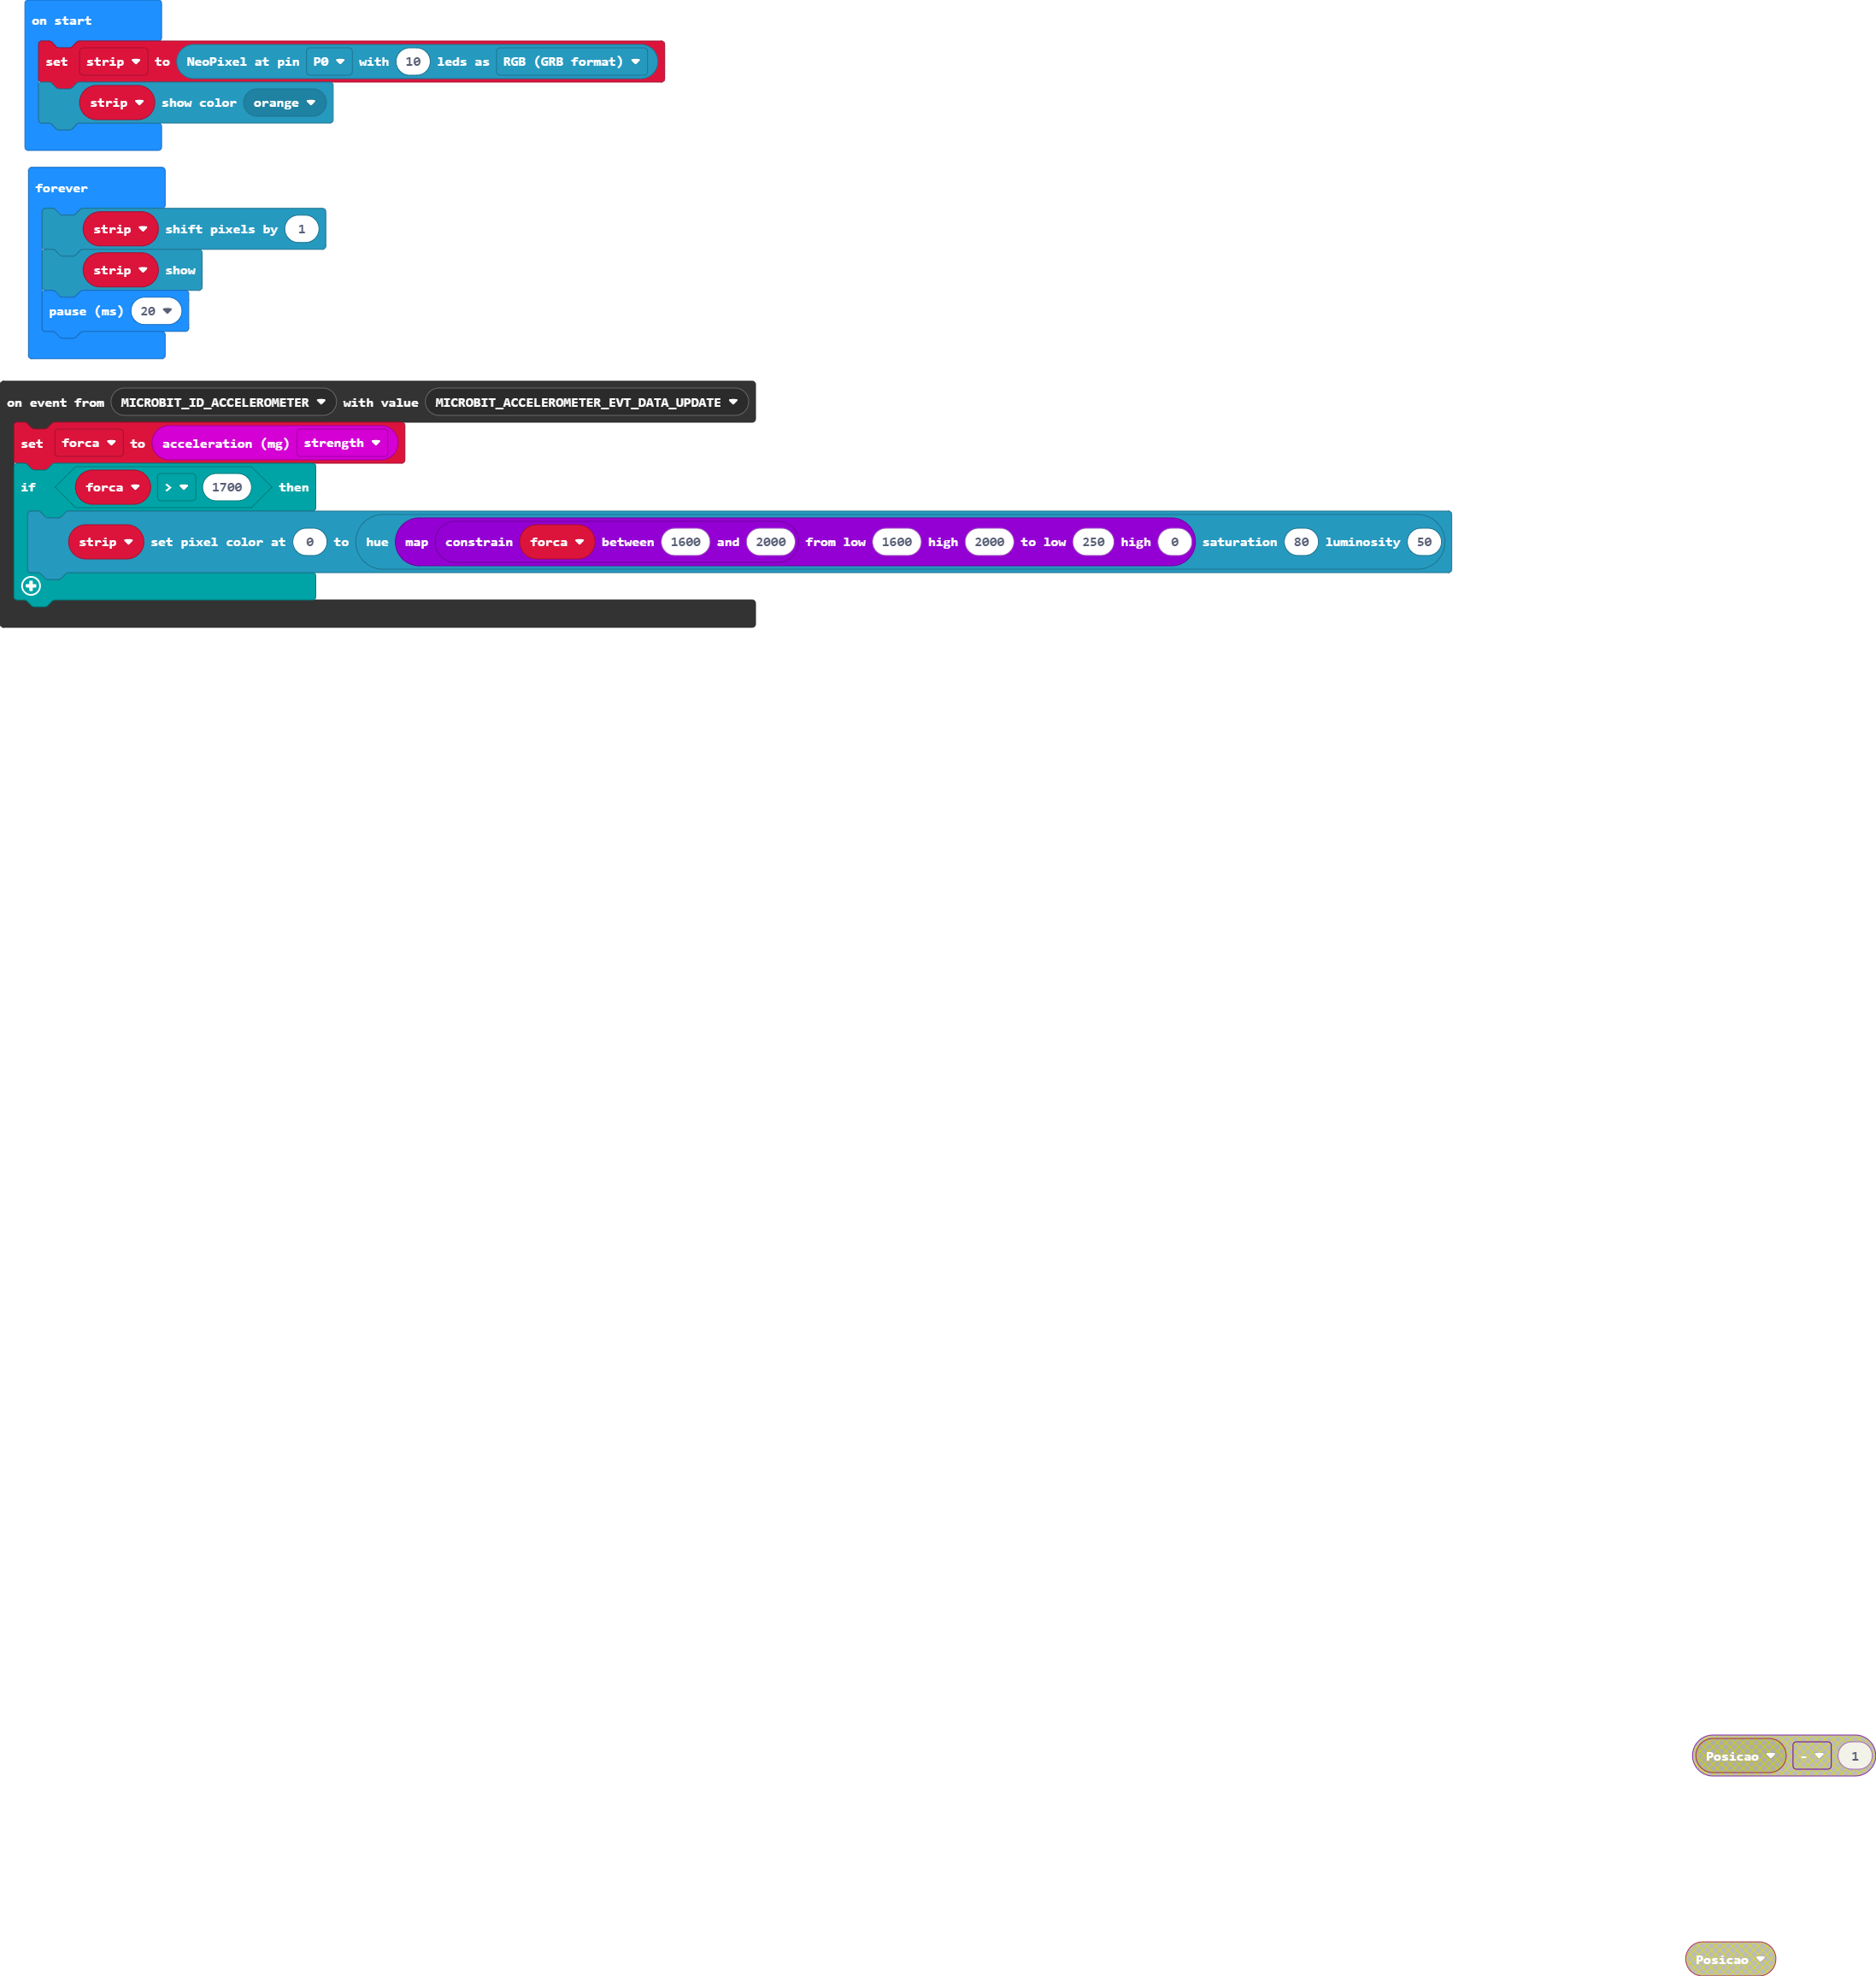 on start
set strip to NeoPixel at pin P0 with 10 leds as RGB (GRB format)
strip show color orange
forever
strip shift pixels by 1
strip show
pause (ms) 20
on event from MICROBIT_ID_ACCELEROMETER with value MICROBIT_ACCELEROMETER_EVT_DATA_UPDATE
set forca to acceleration (mg) strength
if forca > 1700 then
strip set pixel color at 0 to hue map constrain forca between 1600 and 2000 from low 1600 high 2000 to low 250 high 0 saturation 80 luminosity 50
Posicao - 1
Posicao